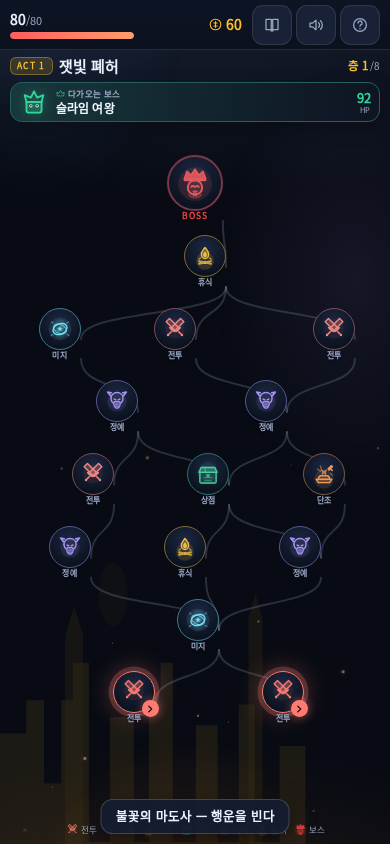 80/80
60
ACT 1 잿빛 폐허
층 1/8
다가오는 보스
슬라임 여왕
92
HP
BOSS
휴식
미지 전투 전투
정예 정예
전투 상점 단조
정예 휴식 정예
미지
전투 전투
불꽃의 마도사 — 행운을 빈다
전투 보스